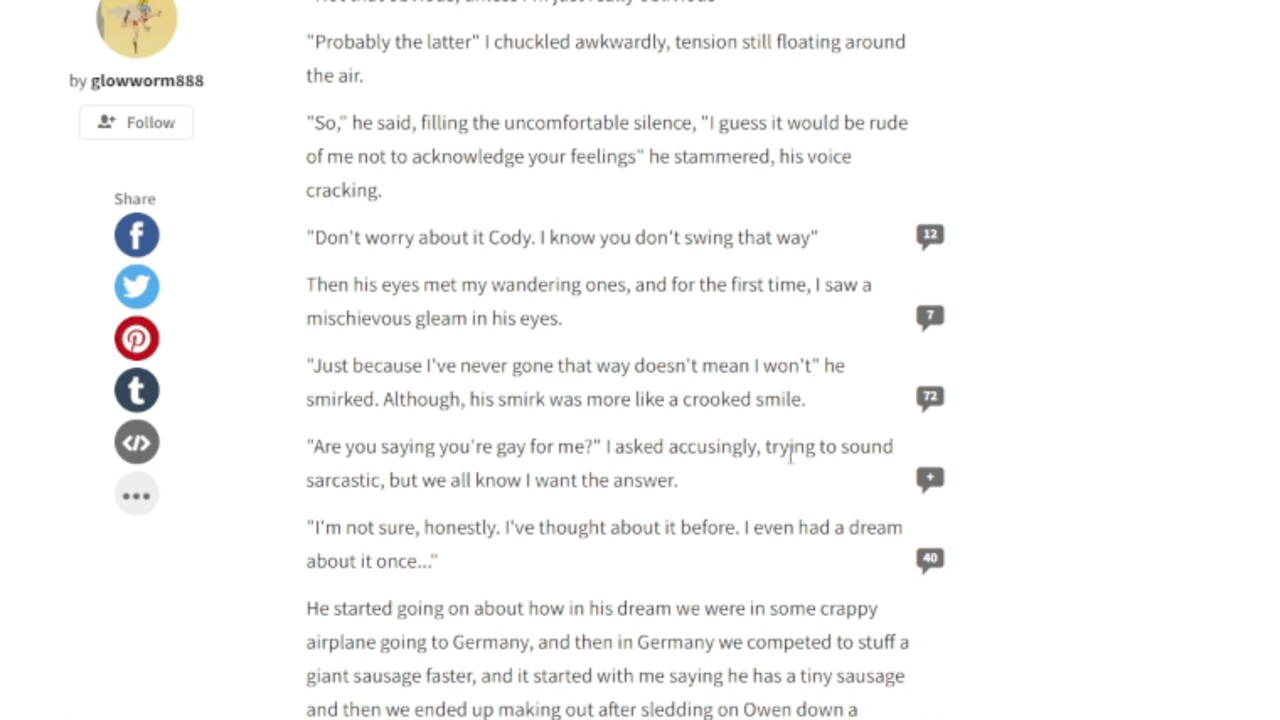 "Probably the latter" I chuckled awkwardly, tension still floating around
the air.
by glowworm888
Follow
"So," he said, filling the uncomfortable silence, "I guess it would be rude
of me not to acknowledge your feelings" he stammered, his voice
cracking.
Share
"Don't worry about it Cody. I know you don't swing that way"
12
Then his eyes met my wandering ones, and for the first time, I saw a
mischievous gleam in his eyes.
7
"Just because I've never gone that way doesn't mean I won't" he
smirked. Although, his smirk was more like a crooked smile.
72
"Are you saying you're gay for me?" I asked accusingly, trying to sound
sarcastic, but we all know I want the answer.
+
"I'm not sure, honestly. I've thought about it before. I even had a dream
about it once..."
40
He started going on about how in his dream we were in some crappy
airplane going to Germany, and then in Germany we competed to stuff a
giant sausage faster, and it started with me saying he has a tiny sausage
and then we ended up making out after sledding on Owen down a